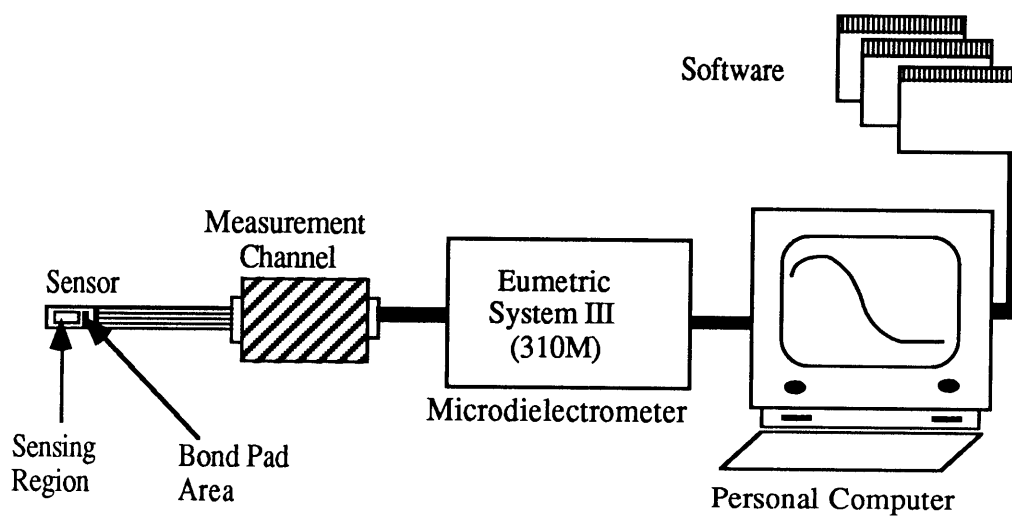 Software
Measurement
Channel
Sensor
Eumetric
System III
(310M)
Microdielectrometer
Sensing
Region
Bond Pad
Area
Personal Computer